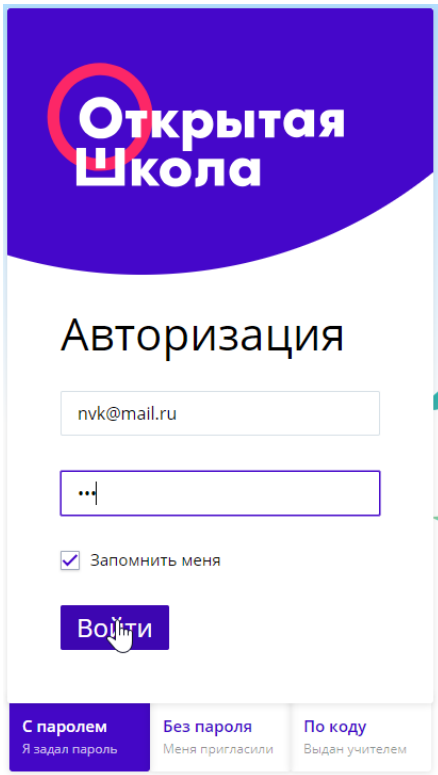 Открытая
Школа
Авторизация
nvk@mail.ru
•••
Запомнить меня
Войти
С паролем
Я задал пароль
Без пароля
Меня пригласили
По коду
Выдан учителем